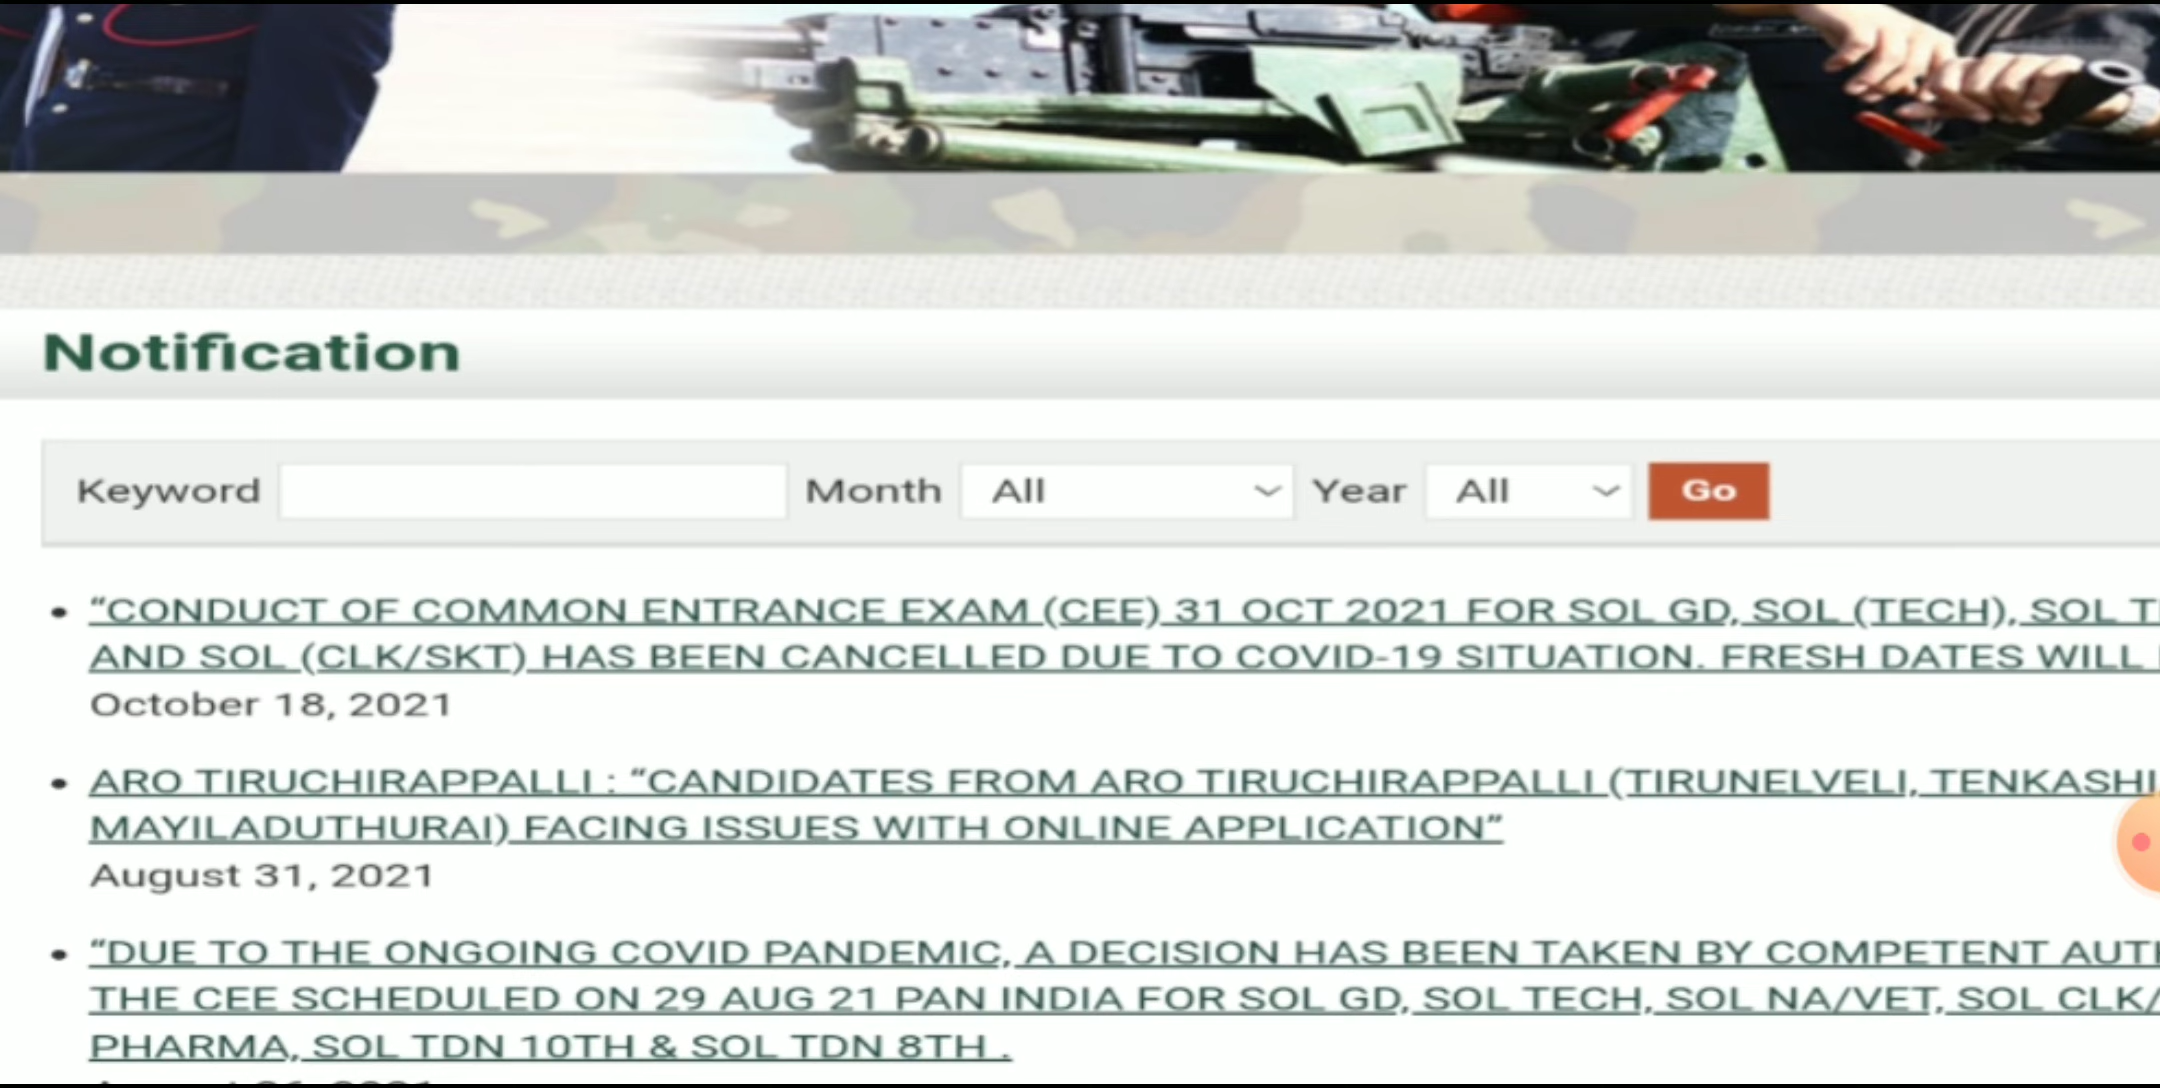 Notification
Keyword Month All Year All Go
“CONDUCT OF COMMON ENTRANCE EXAM (CEE) 31 OCT 2021 FOR SOL GD, SOL (TECH), SOL
AND SOL (CLK/SKT) HAS BEEN CANCELLED DUE TO COVID-19 SITUATION. FRESH DATES WILL
October 18, 2021
ARO TIRUCHIRAPPALLI : “CANDIDATES FROM ARO TIRUCHIRAPPALLI (TIRUNELVELI, TENKASHI
MAYILADUTHURAI) FACING ISSUES WITH ONLINE APPLICATION”
August 31, 2021
“DUE TO THE ONGOING COVID PANDEMIC, A DECISION HAS BEEN TAKEN BY COMPETENT
THE CEE SCHEDULED ON 29 AUG 21 PAN INDIA FOR SOL GD, SOL TECH, SOL NA/VET, SOL CLK/
PHARMA, SOL TDN 10TH & SOL TDN 8TH .